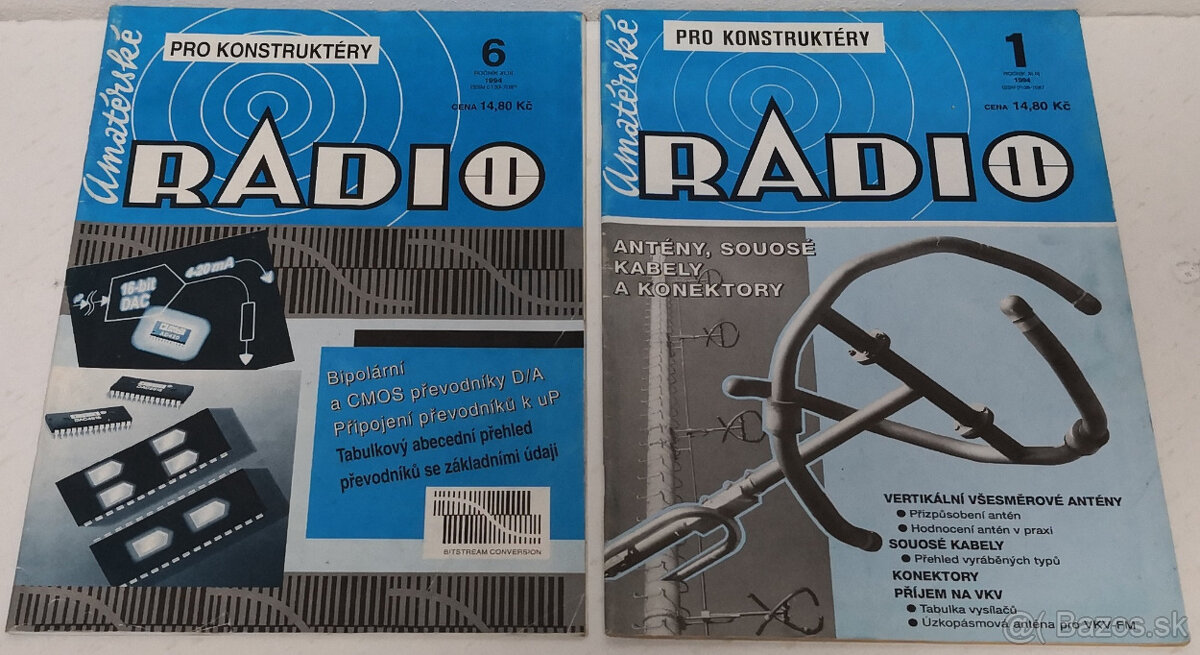 Amatérské
PRO KONSTRUKTÉRY
6
ROČNÍK XLIII
1994
CENA 14,80 Kč
RADIO
16-bit
DAC
4-20 mA
Bipolární
a CMOS převodníky D/A
Připojení převodníků k uP
Tabulkový abecední přehled
převodníků se základními údaji
BITSTREAM CONVERSION
Amatérské
PRO KONSTRUKTÉRY
1
ROČNÍK XLIII
1994
CENA 14,80 Kč
RADIO
ANTÉNY, SOUOSÉ
KABELY
A KONEKTORY
VERTIKÁLNÍ VŠESMĚROVÉ ANTÉNY
● Přizpůsobení antén
● Hodnocení antén v praxi
SOUOSÉ KABELY
● Přehled vyráběných typů
KONEKTORY
PŘÍJEM NA VKV
● Tabulka vysílačů
● Úzkopásmová anténa pro VKV-FM
Bazos.sk